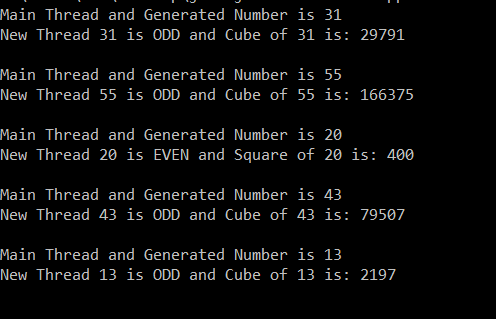 Main Thread and Generated Number is 31
New Thread 31 is ODD and Cube of 31 is: 29791
Main Thread and Generated Number is 55
New Thread 55 is ODD and Cube of 55 is: 166375
Main Thread and Generated Number is 20
New Thread 20 is EVEN and Square of 20 is: 400
Main Thread and Generated Number is 43
New Thread 43 is ODD and Cube of 43 is: 79507
Main Thread and Generated Number is 13
New Thread 13 is ODD and Cube of 13 is: 2197